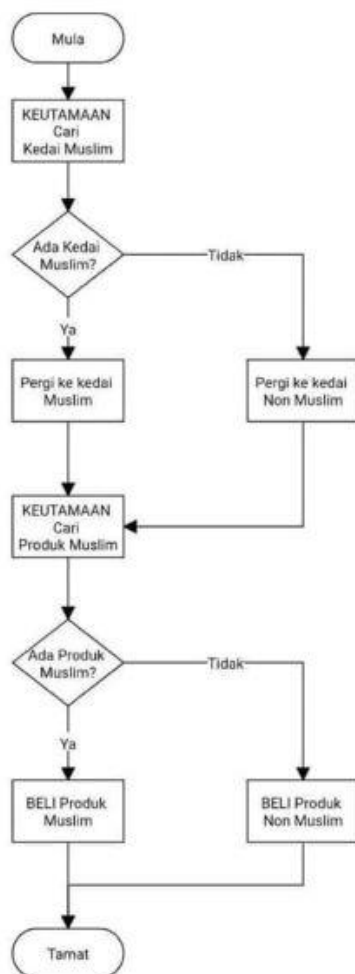 Mula
KEUTAMAAN
Cari
Kedai Muslim
Ada Kedai
Muslim?
Tidak
Ya
Pergi ke kedai
Muslim
Pergi ke kedai
Non Muslim
KEUTAMAAN
Cari
Produk Muslim
Ada Produk
Muslim?
Tidak
Ya
BELI Produk
Muslim
BELI Produk
Non Muslim
Tamat